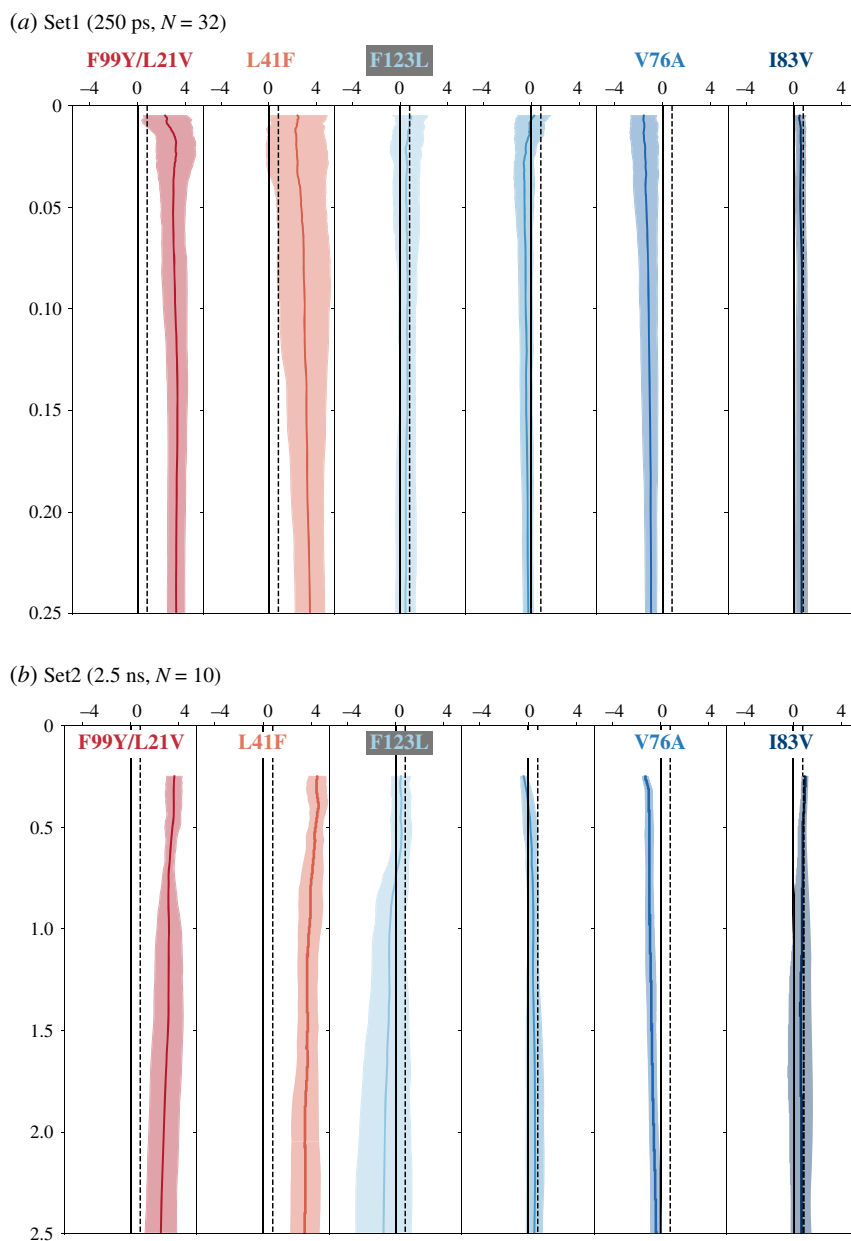 (a) Set1 (250 ps, N = 32)
F99Y/L21V L41F F123L V76A I83V
–4 0 4 –4 0 4 –4 0 4 –4 0 4 –4 0 4 –4 0 4
0
0.05
0.10
0.15
0.20
0.25
(b) Set2 (2.5 ns, N = 10)
–4 0 4 –4 0 4 –4 0 4 –4 0 4 –4 0 4 –4 0 4
0
F99Y/L21V L41F F123L V76A I83V
0.5
1.0
1.5
2.0
2.5